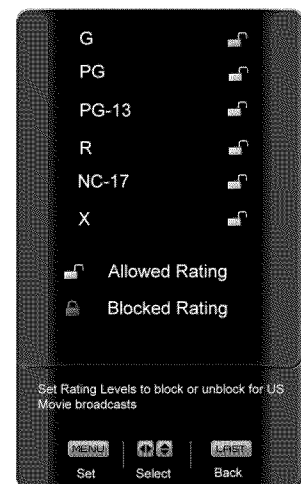 G
PG
PG-13
R
NC-17
X
Allowed Rating
Blocked Rating
Set Rating Levels to block or unblock for US
Movie broadcasts
MENU LAST
Set Select Back